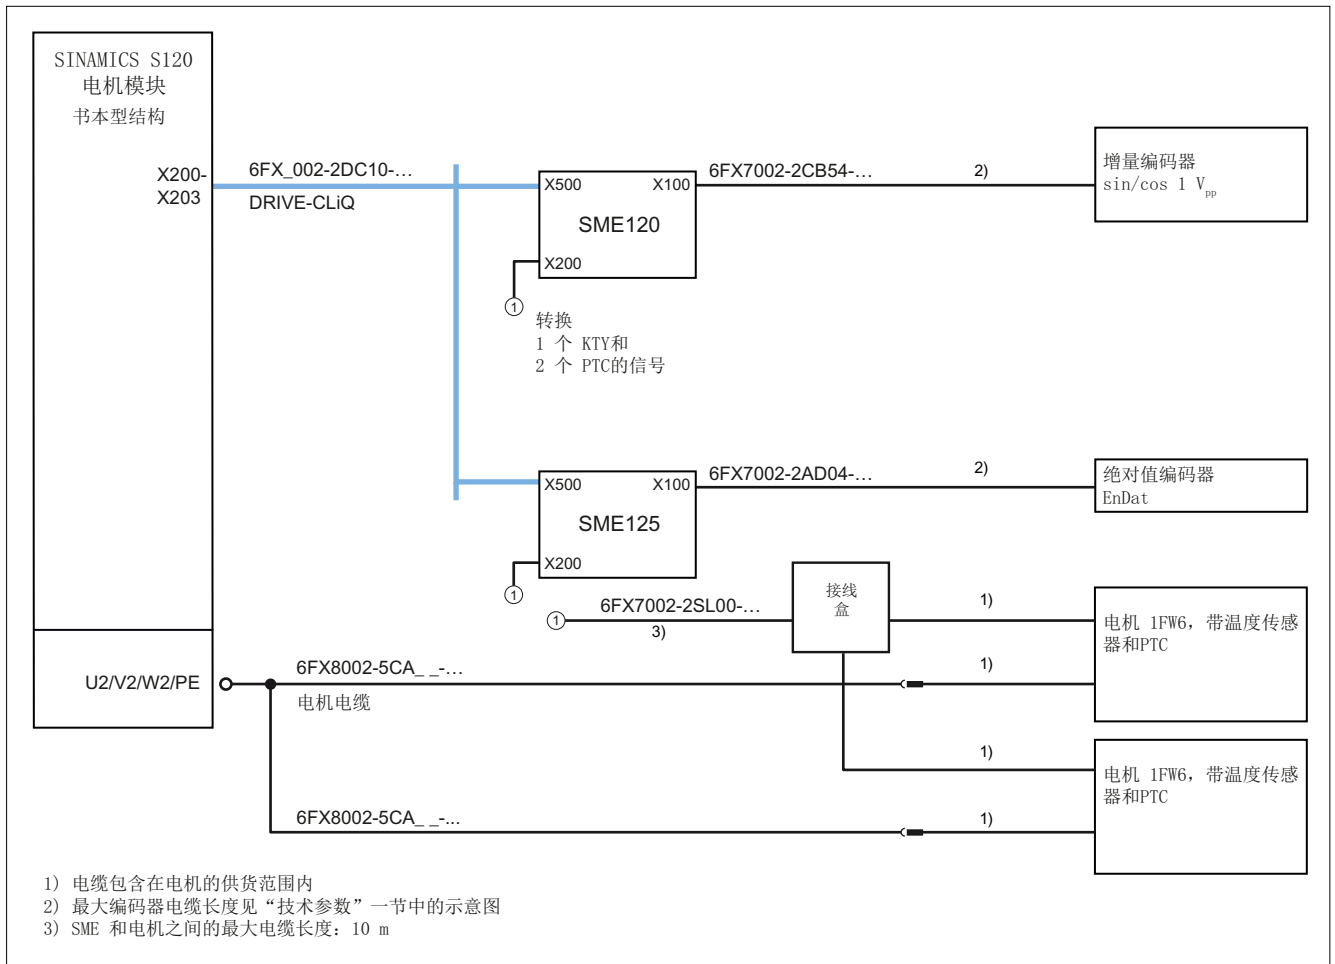 SINAMICS S120
电机模块
书本型结构
X200-
X203
6FX_002-2DC10-...
DRIVE-CLiQ
X500
X100
SME120
X200
6FX7002-2CB54-...
2)
增量编码器
sin/cos 1 Vpp
1
转换
1 个 KTY和
2 个 PTC的信号
X500
X100
SME125
X200
6FX7002-2AD04-...
2)
绝对值编码器
EnDat
1
1
6FX7002-2SL00-...
3)
接线
盒
1)
电机 1FW6，带温度传感
器和PTC
U2/V2/W2/PE
6FX8002-5CA_ _-...
电机电缆
1)
1)
电机 1FW6，带温度传感
器和PTC
6FX8002-5CA_ _-...
1)
1) 电缆包含在电机的供货范围内
2) 最大编码器电缆长度见“技术参数”一节中的示意图
3) SME 和电机之间的最大电缆长度：10 m